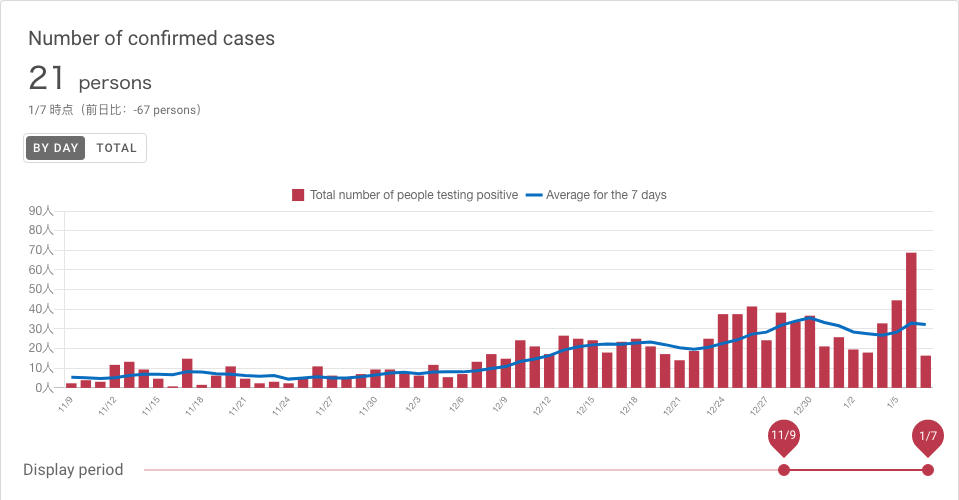 Number of confirmed cases
21 persons
1/7 時点（前日比：-67 persons）
BY DAY TOTAL
Total number of people testing positive Average for the 7 days
90人
80人
70人
60人
50人
40人
30人
20人
10人
0人
11/9 11/12 11/15 11/18 11/21 11/24 11/27 11/30 12/3 12/6 12/9 12/12 12/15 12/18 12/21 12/24 12/27 12/30 1/2 1/5
11/9 1/7
Display period